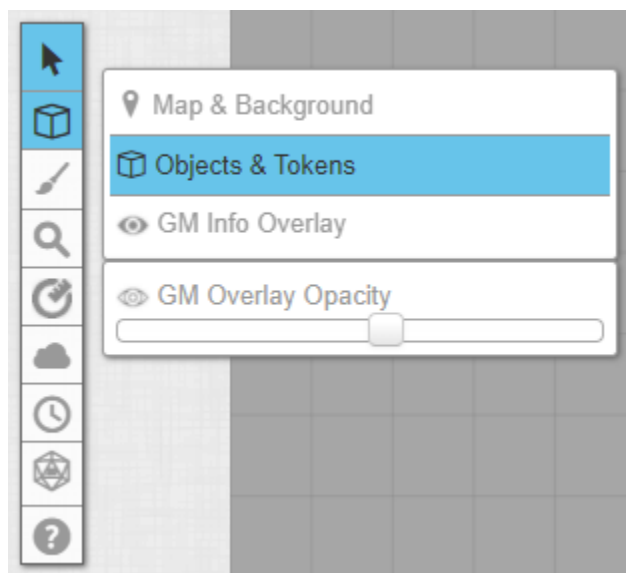 Map & Background
Objects & Tokens
GM Info Overlay
GM Overlay Opacity
?